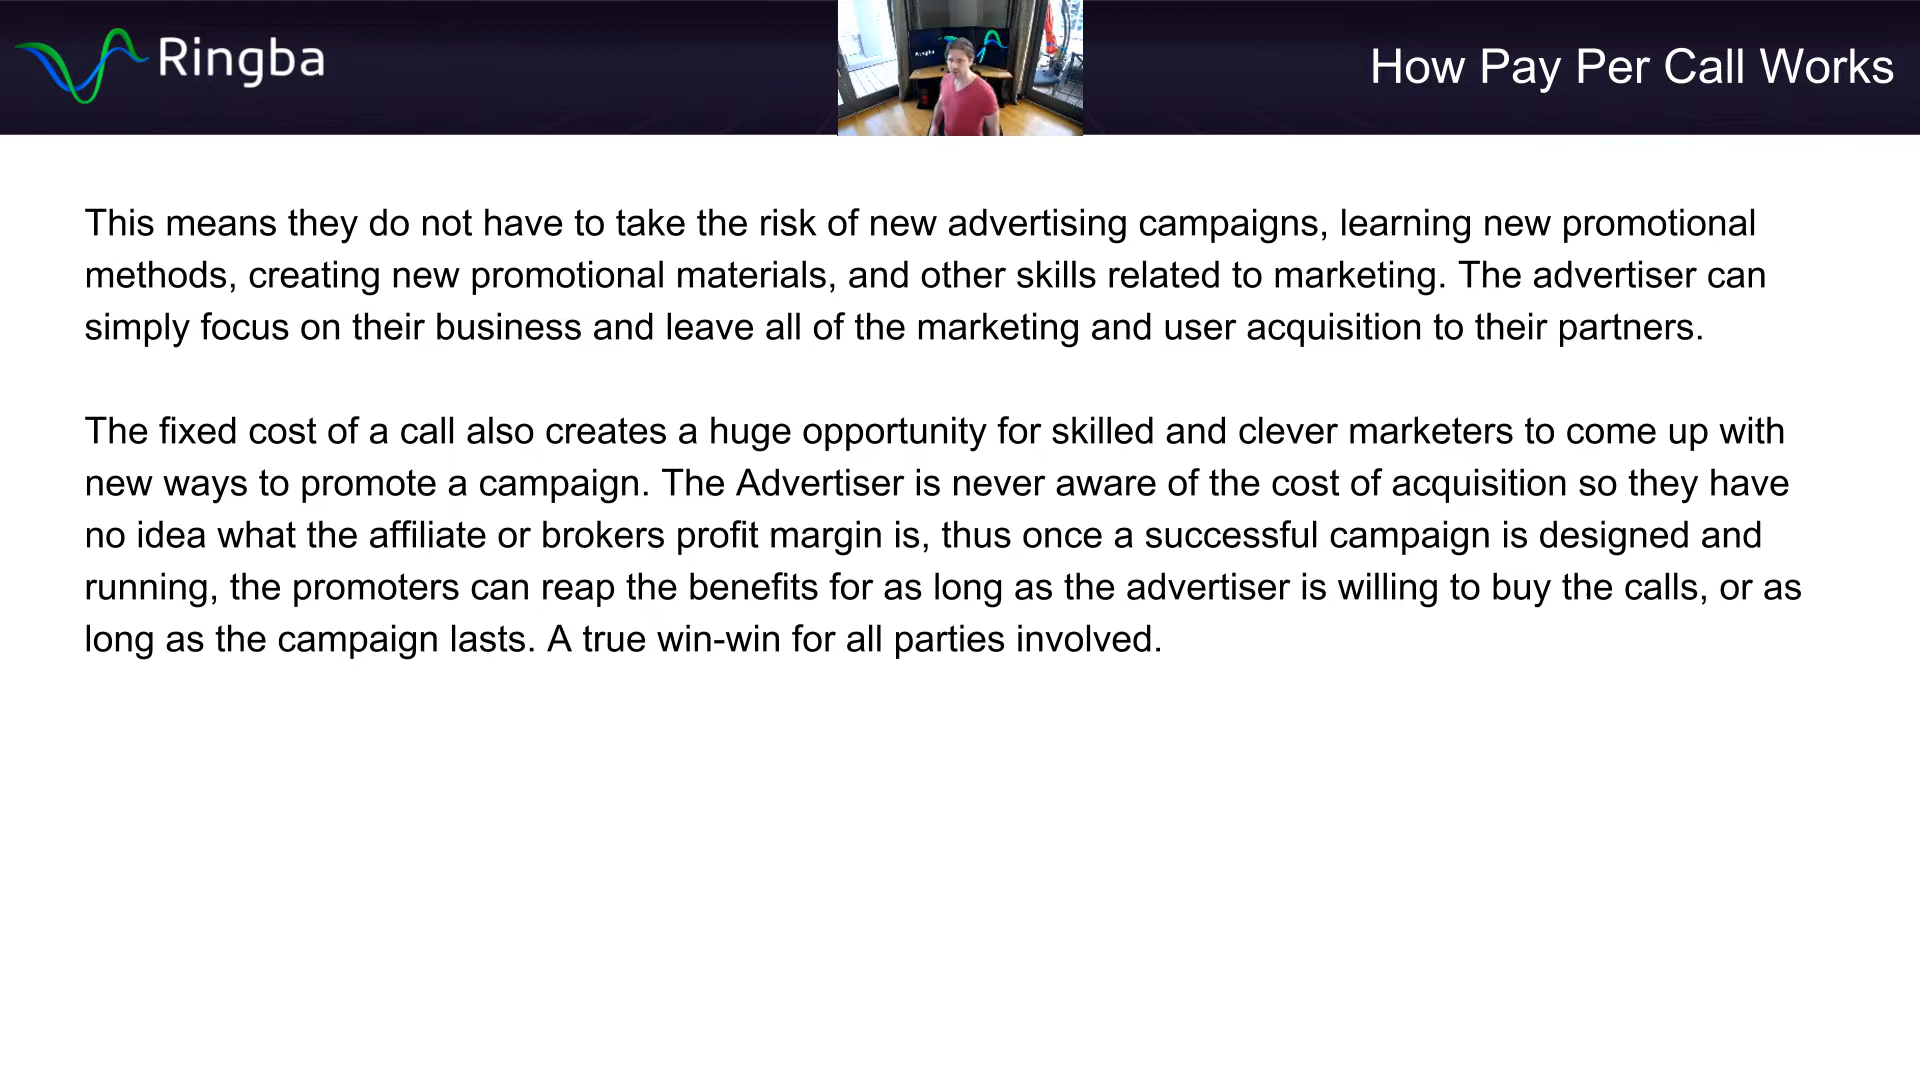 Ringba
How Pay Per Call Works
This means they do not have to take the risk of new advertising campaigns, learning new promotional
methods, creating new promotional materials, and other skills related to marketing. The advertiser can
simply focus on their business and leave all of the marketing and user acquisition to their partners.
The fixed cost of a call also creates a huge opportunity for skilled and clever marketers to come up with
new ways to promote a campaign. The Advertiser is never aware of the cost of acquisition so they have
no idea what the affiliate or brokers profit margin is, thus once a successful campaign is designed and
running, the promoters can reap the benefits for as long as the advertiser is willing to buy the calls, or as
long as the campaign lasts. A true win-win for all parties involved.